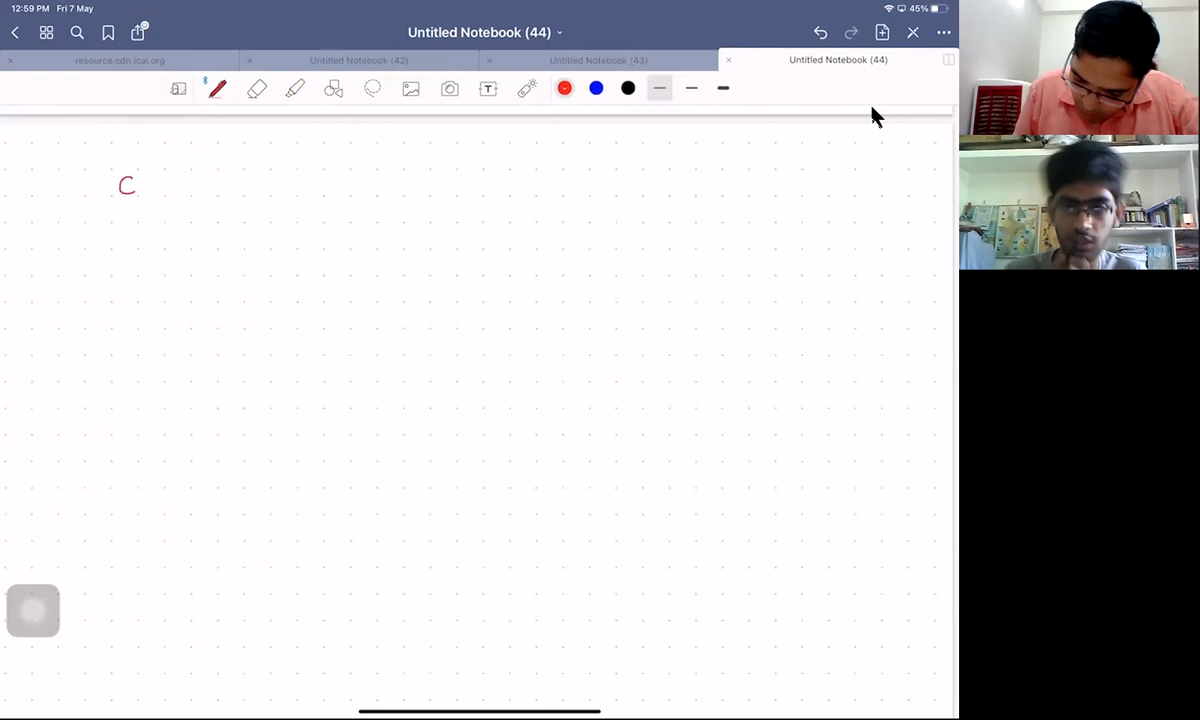 12:59 PM Fri 7 May 45%
Untitled Notebook (44)
resource.cdn.icai.org Untitled Notebook (42) Untitled Notebook (43) Untitled Notebook (44)
T
C